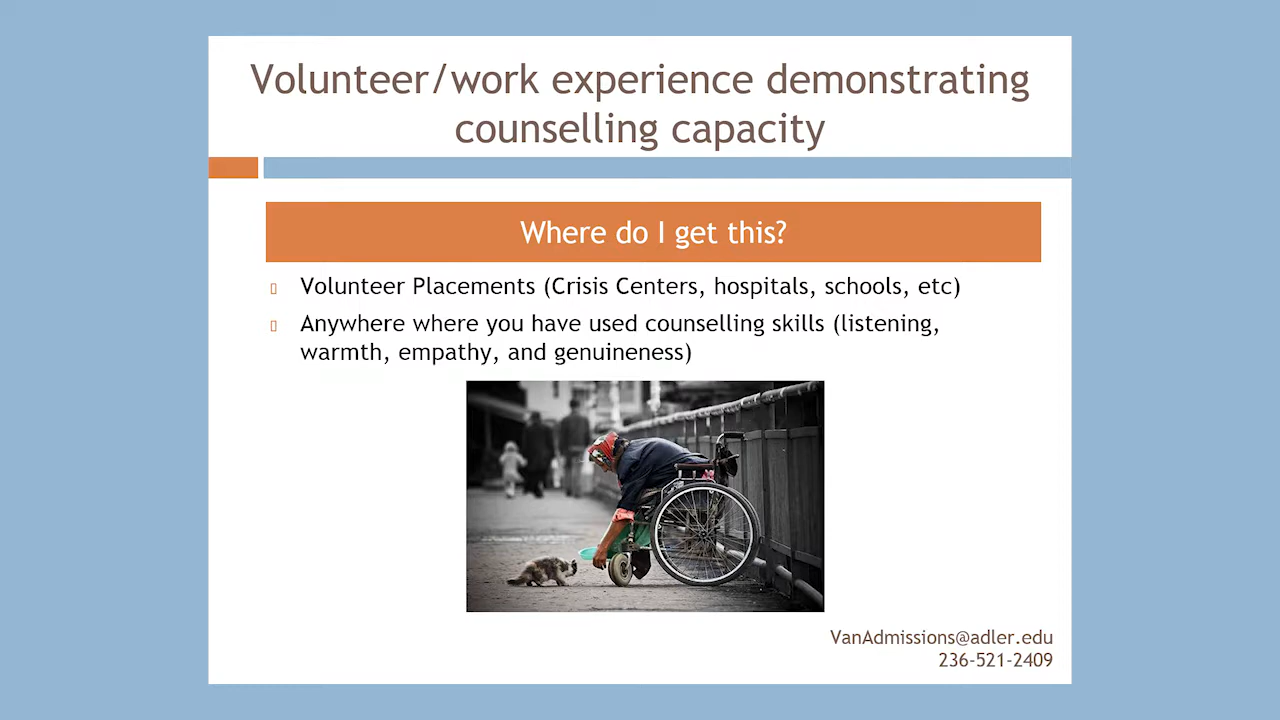 Volunteer/work experience demonstrating
counselling capacity
Where do I get this?
Volunteer Placements (Crisis Centers, hospitals, schools, etc)
Anywhere where you have used counselling skills (listening,
warmth, empathy, and genuineness)
VanAdmissions@adler.edu
236-521-2409